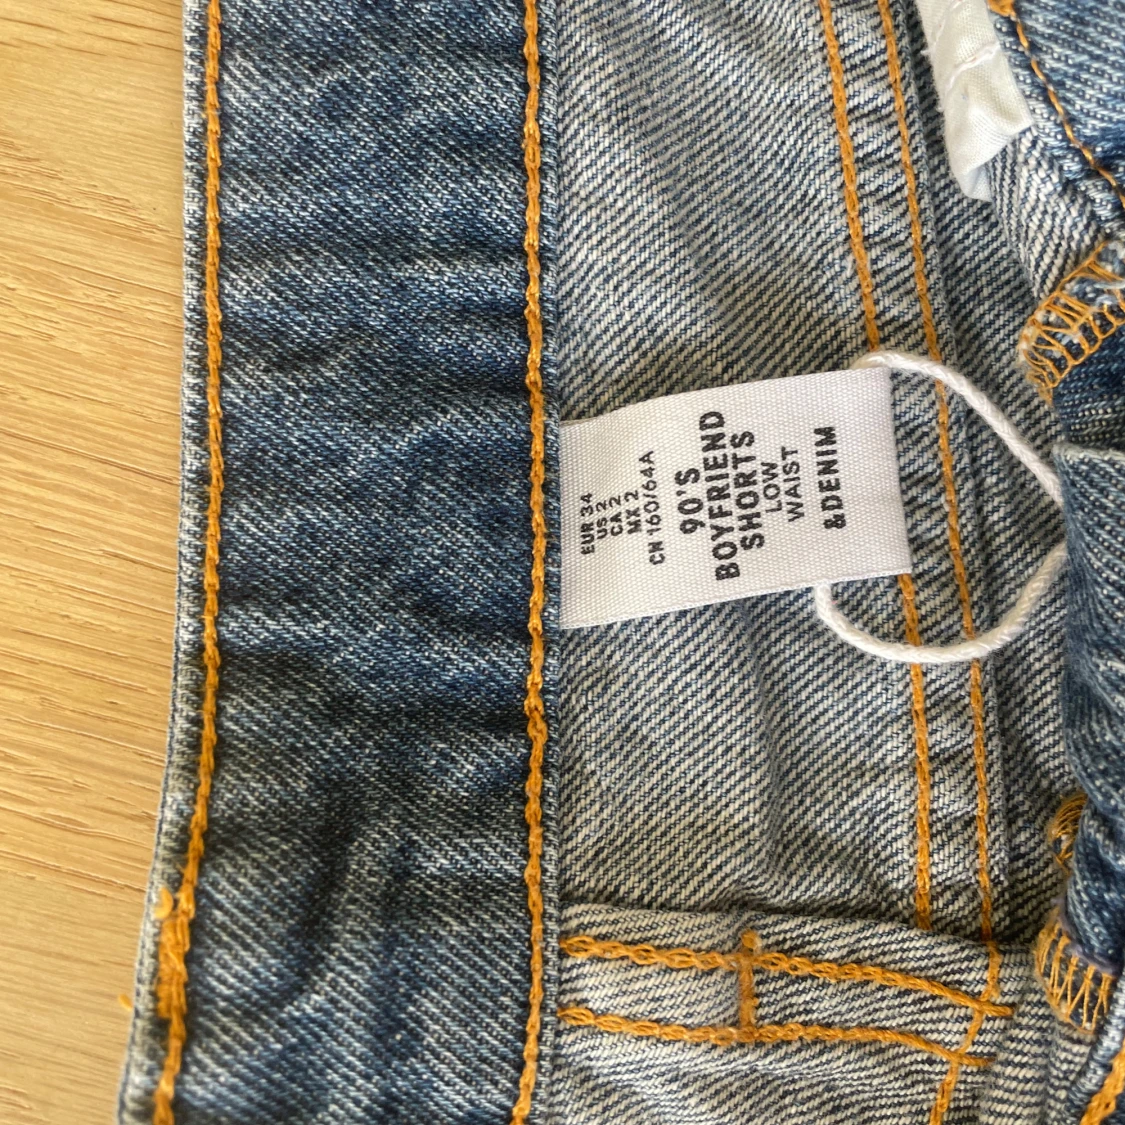 EUR 34
US 2
CA 2
MX 2
CN 160/64A
90'S
BOYFRIEND
SHORTS
LOW
WAIST
&DENIM